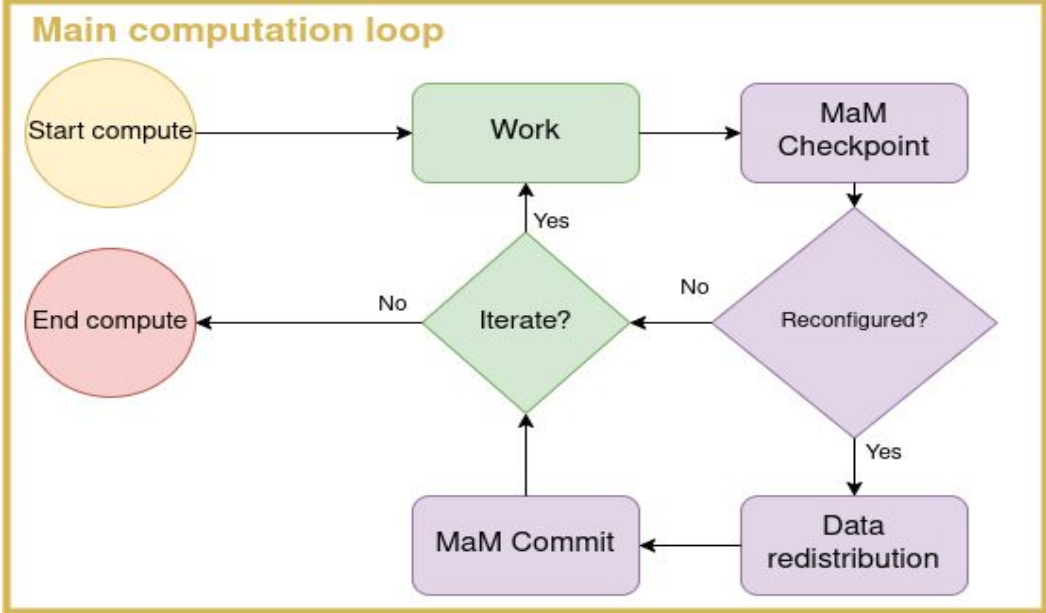 Main computation loop
Start compute
Work
MaM
Checkpoint
Yes
End compute
No
Iterate?
No
Reconfigured?
Yes
MaM Commit
Data
redistribution